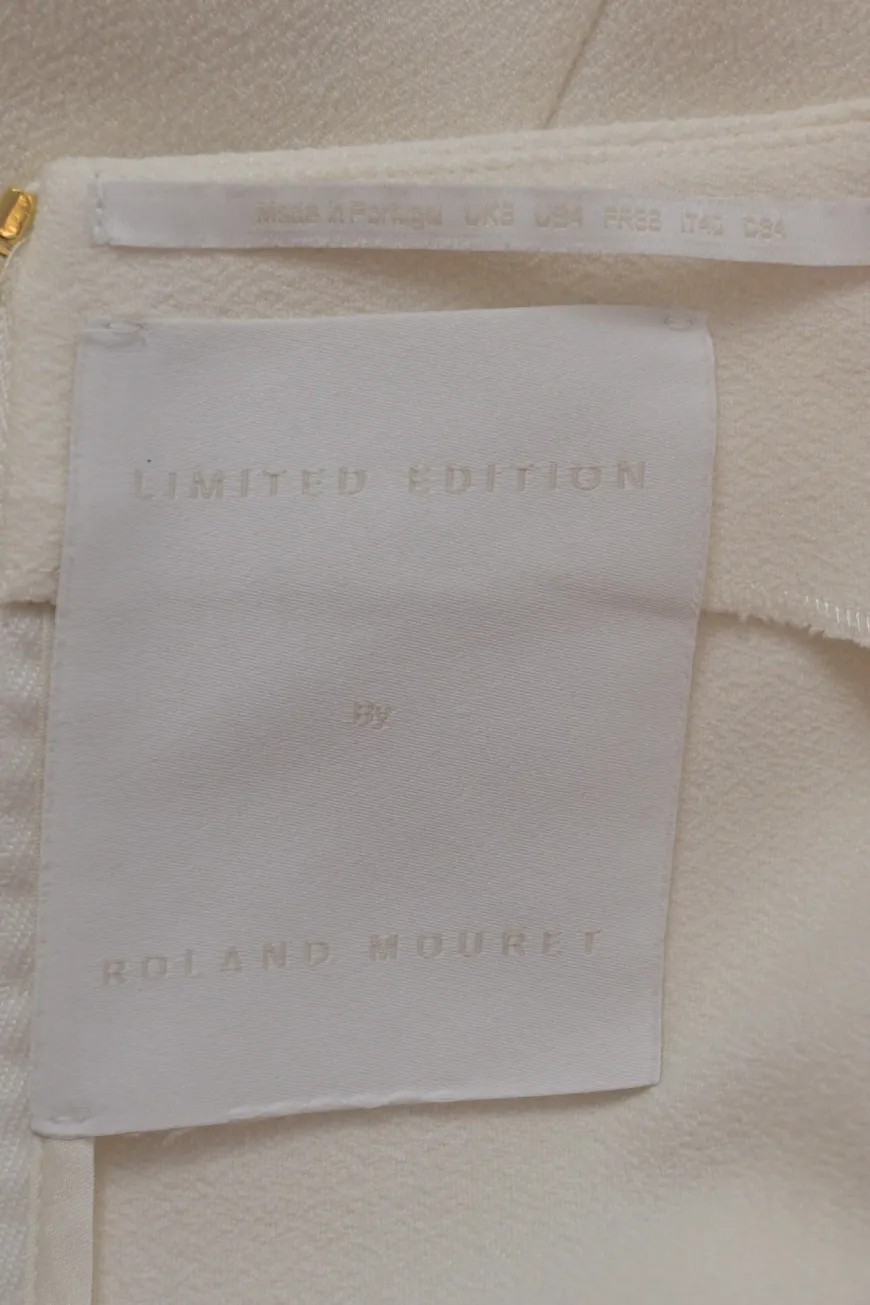 Made in Portugal UK8 US4 FR36 IT40 D34
LIMITED EDITION
By
ROLAND MOURET